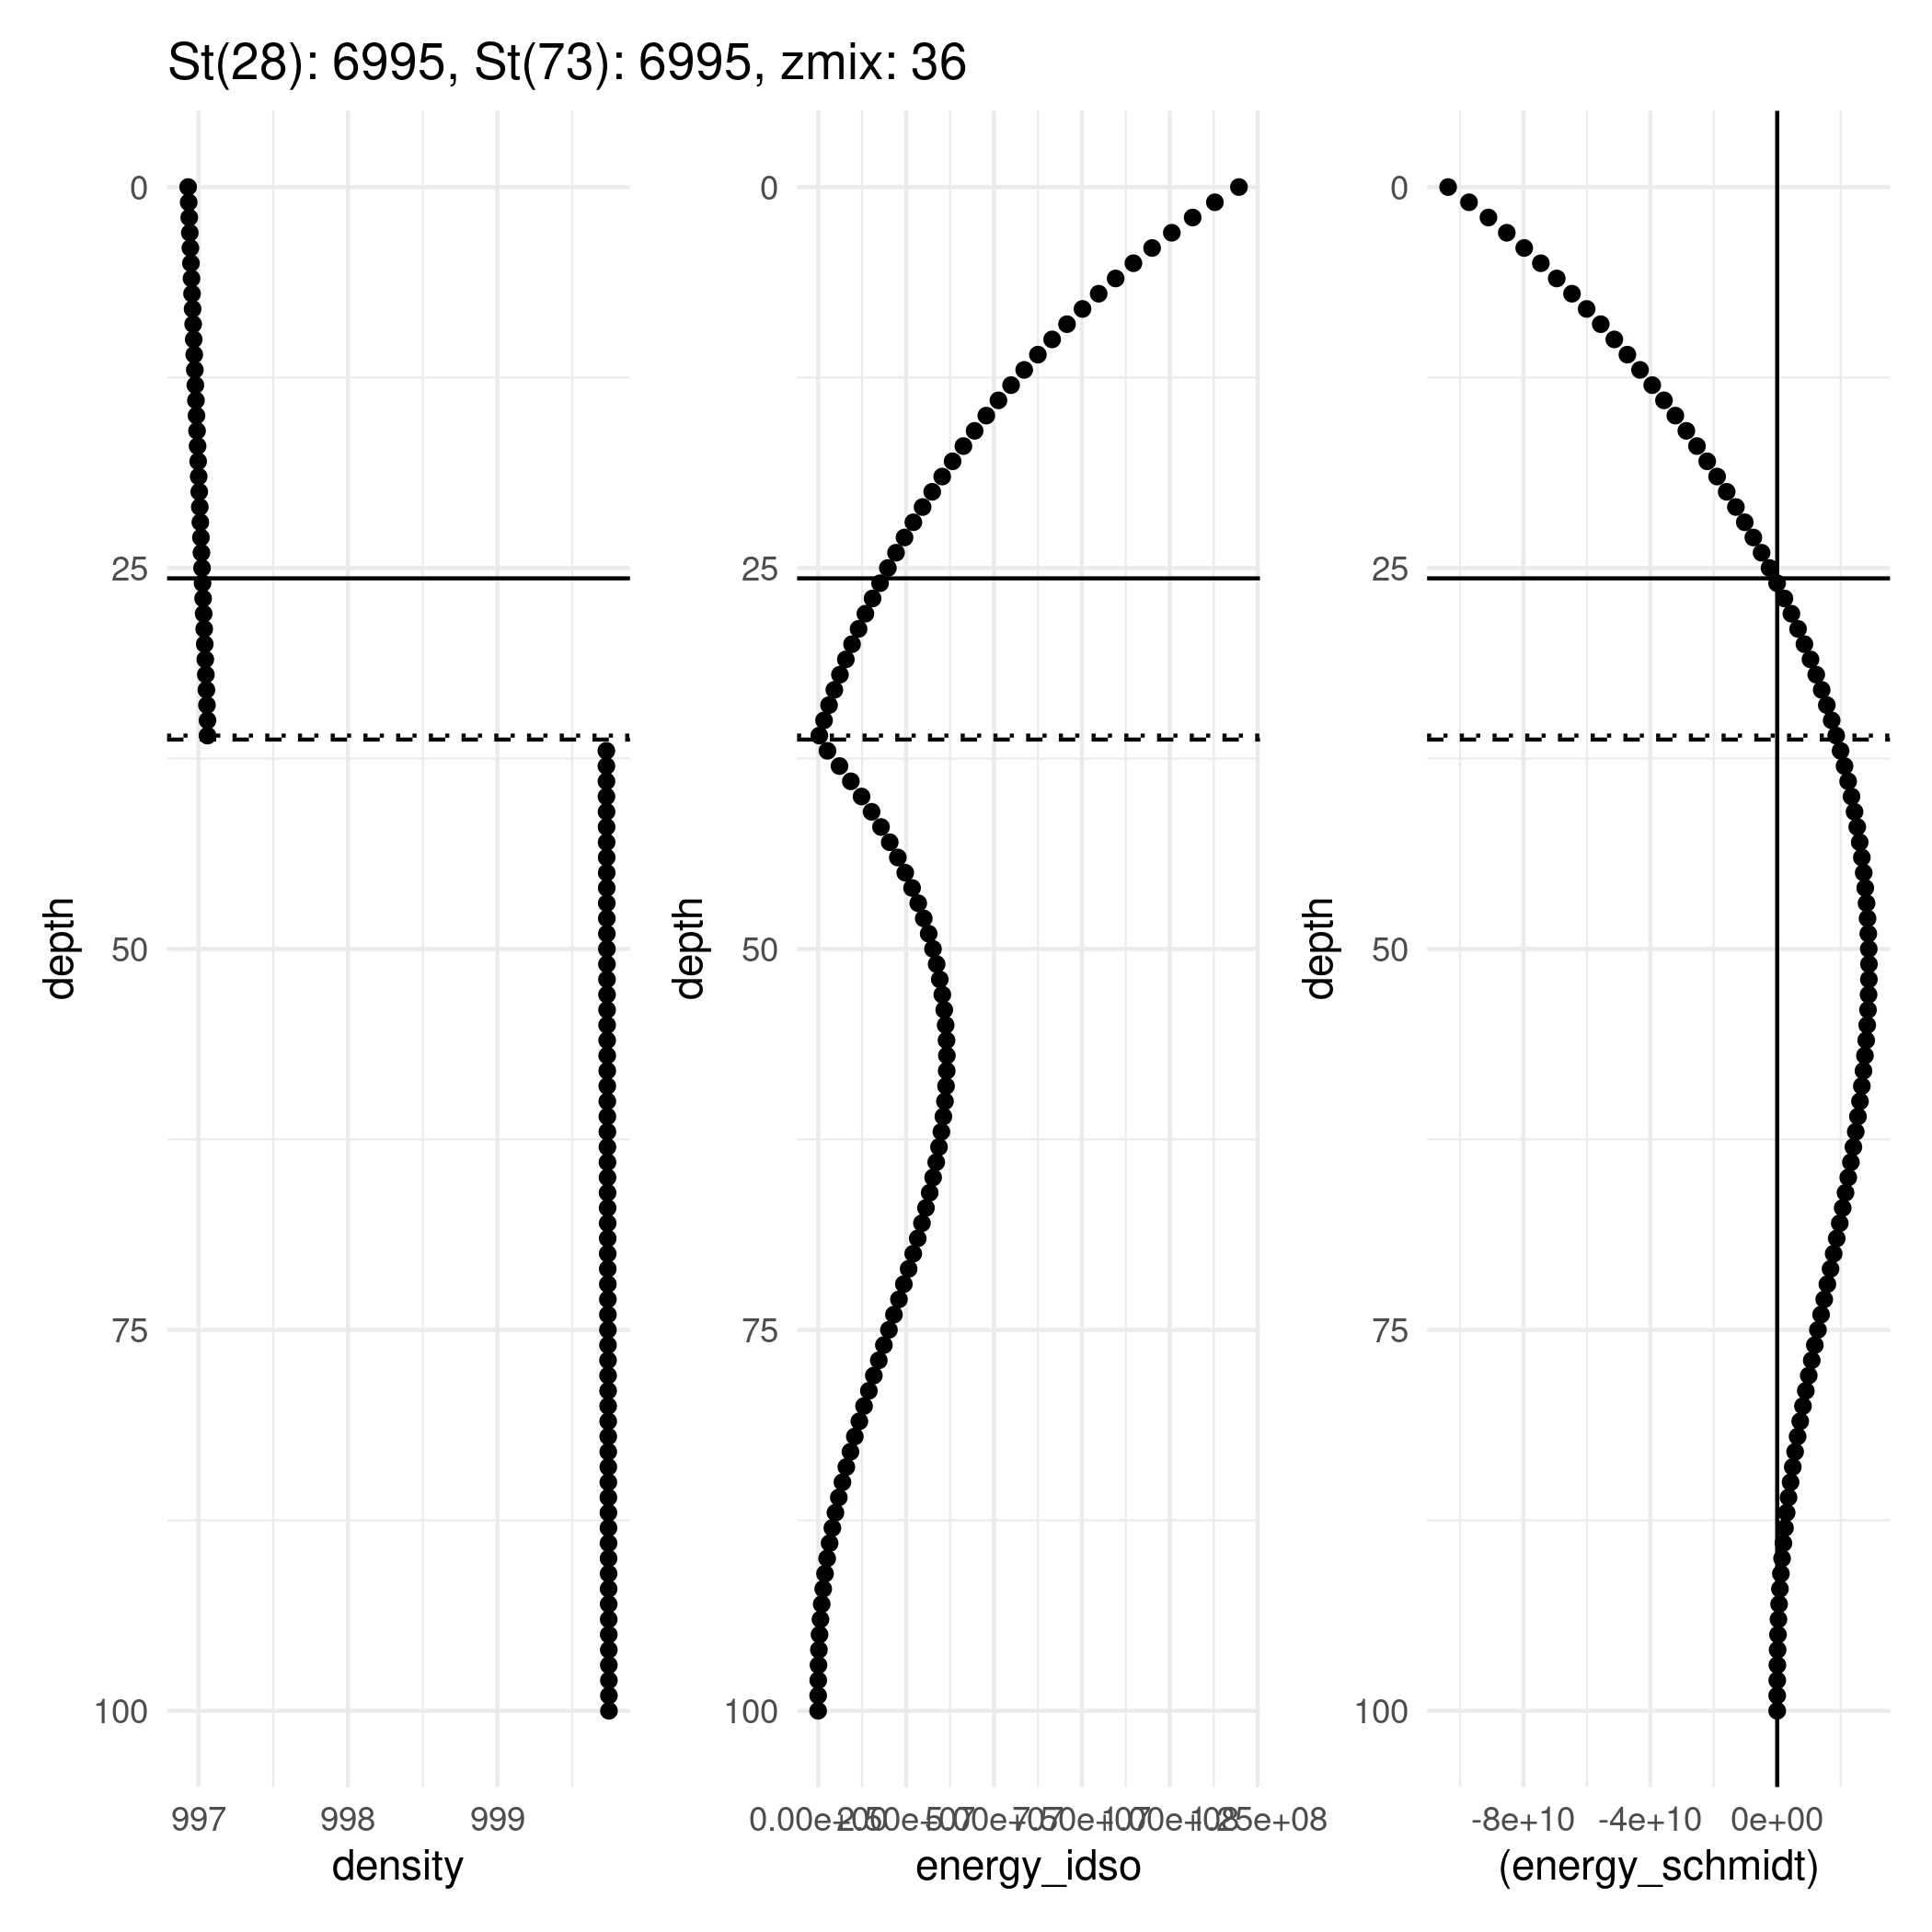 St(28): 6995, St(73): 6995, zmix: 36
0
25
50
75
100
depth
997 998 999
density
0
25
50
75
100
depth
0.00e+00 2.50e+07 5.00e+07 7.50e+07 1.00e+08 1.25e+08
energy_idso
0
25
50
75
100
depth
-8e+10 -4e+10 0e+00
(energy_schmidt)